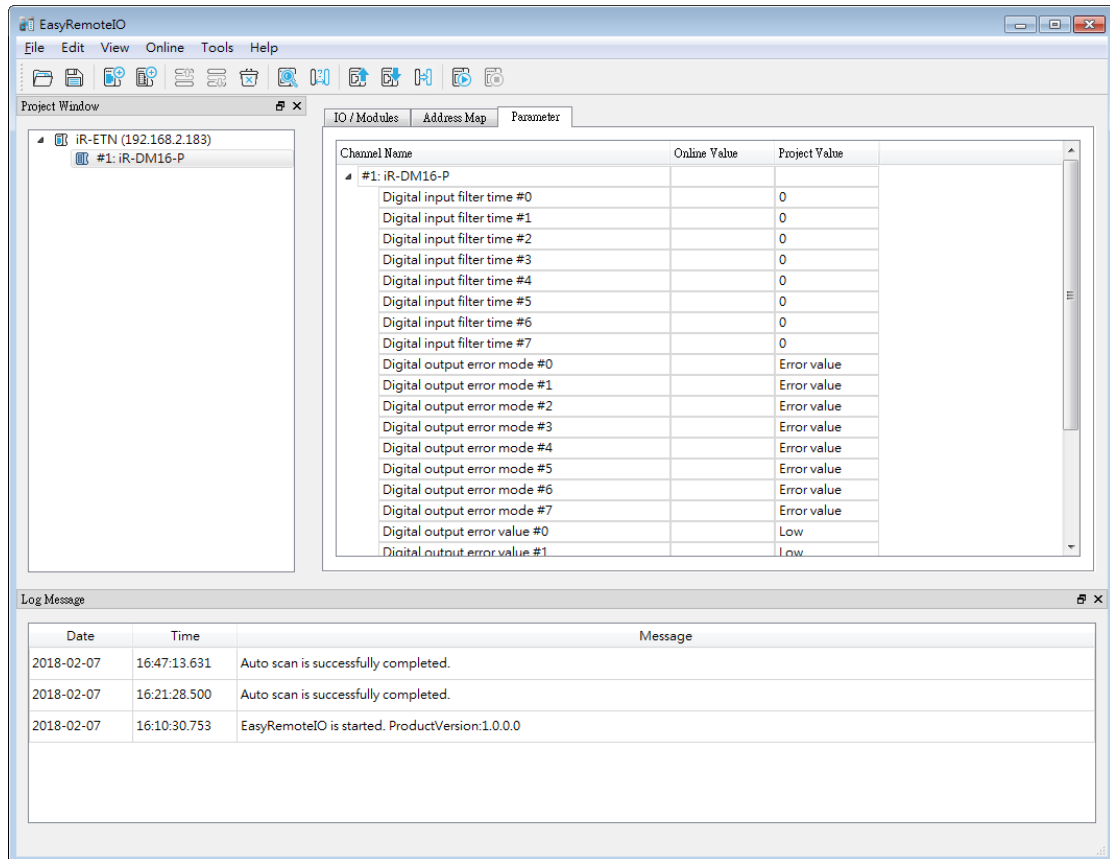 EasyRemoteIO
File Edit View Online Tools Help
Project Window
iR-ETN (192.168.2.183)
#1: iR-DM16-P
IO / Modules Address Map Parameter
Channel Name Online Value Project Value
#1: iR-DM16-P
Digital input filter time #0 0
Digital input filter time #1 0
Digital input filter time #2 0
Digital input filter time #3 0
Digital input filter time #4 0
Digital input filter time #5 0
Digital input filter time #6 0
Digital input filter time #7 0
Digital output error mode #0 Error value
Digital output error mode #1 Error value
Digital output error mode #2 Error value
Digital output error mode #3 Error value
Digital output error mode #4 Error value
Digital output error mode #5 Error value
Digital output error mode #6 Error value
Digital output error mode #7 Error value
Digital output error value #0 Low
Digital output error value #1 Low
Log Message
Date Time Message
2018-02-07 16:47:13.631 Auto scan is successfully completed.
2018-02-07 16:21:28.500 Auto scan is successfully completed.
2018-02-07 16:10:30.753 EasyRemoteIO is started. ProductVersion:1.0.0.0